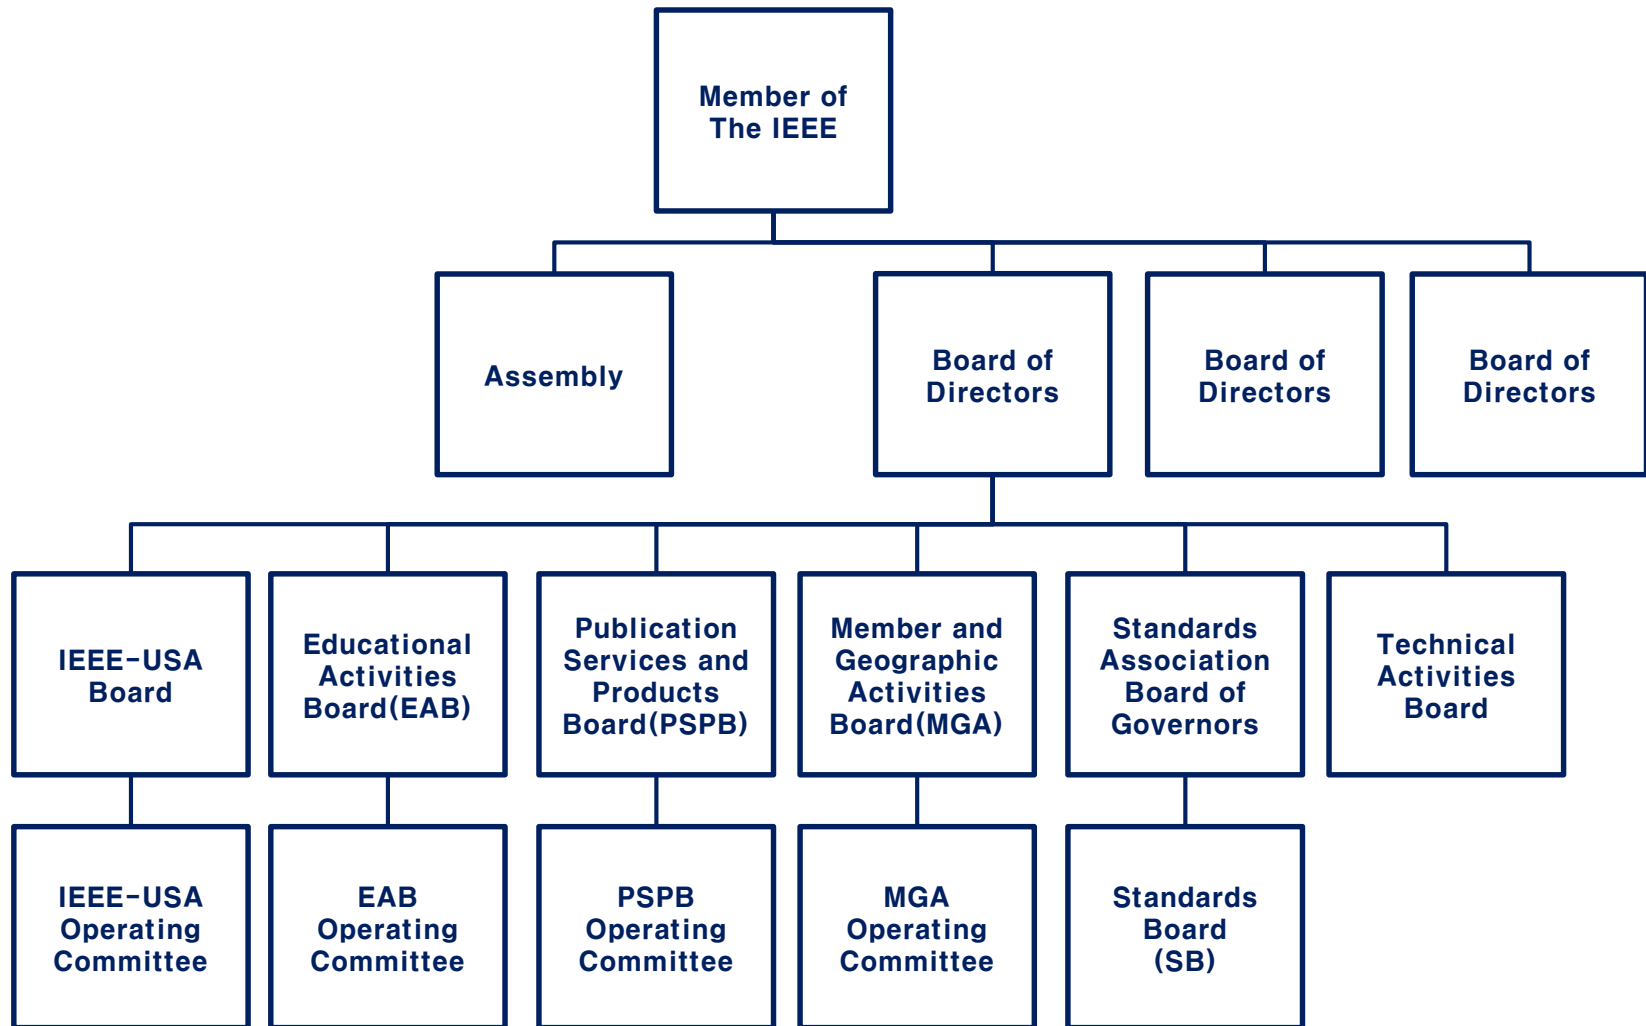 Member of
The IEEE
Assembly
Board of
Directors
Board of
Directors
Board of
Directors
IEEE-USA
Board
Educational
Activities
Board(EAB)
Publication
Services and
Products
Board(PSPB)
Member and
Geographic
Activities
Board(MGA)
Standards
Association
Board of
Governors
Technical
Activities
Board
IEEE-USA
Operating
Committee
EAB
Operating
Committee
PSPB
Operating
Committee
MGA
Operating
Committee
Standards
Board
(SB)